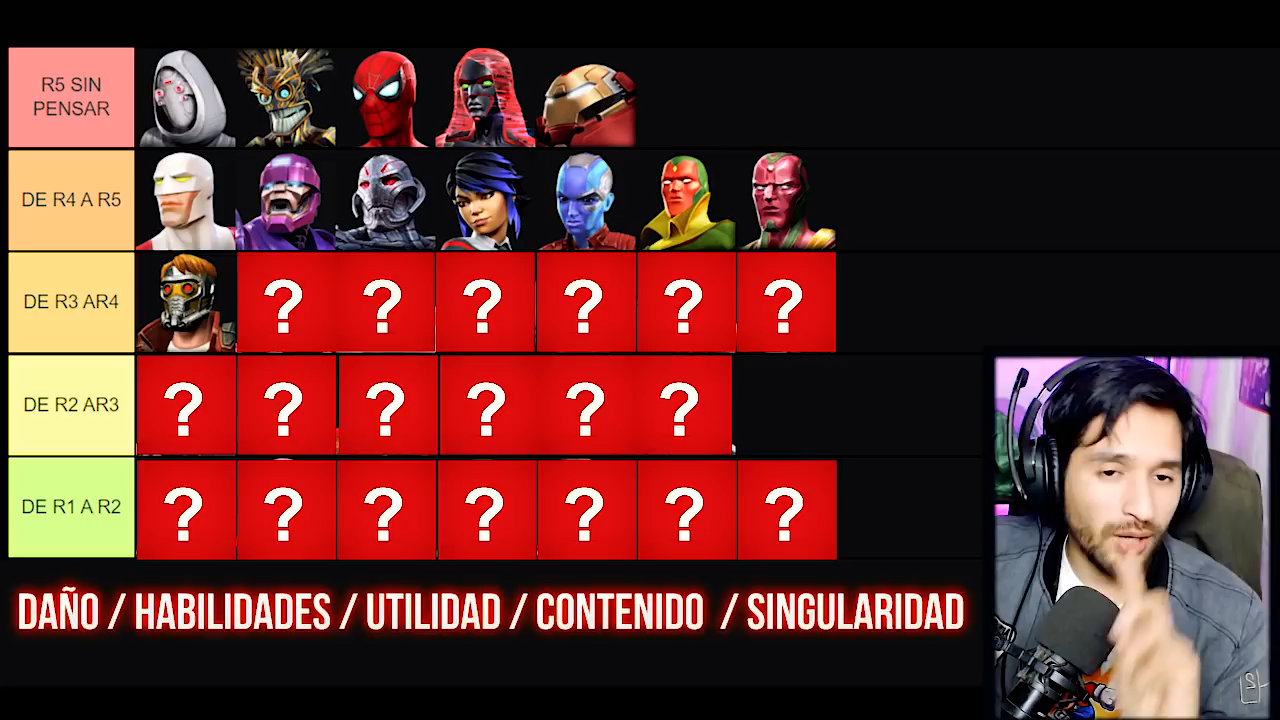 R5 SIN
PENSAR
DE R4 A R5
DE R3 AR4
? ? ? ? ? ?
DE R2 AR3
? ? ? ? ? ?
DE R1 A R2
? ? ? ? ? ? ?
DAÑO / HABILIDADES / UTILIDAD / CONTENIDO / SINGULARIDAD